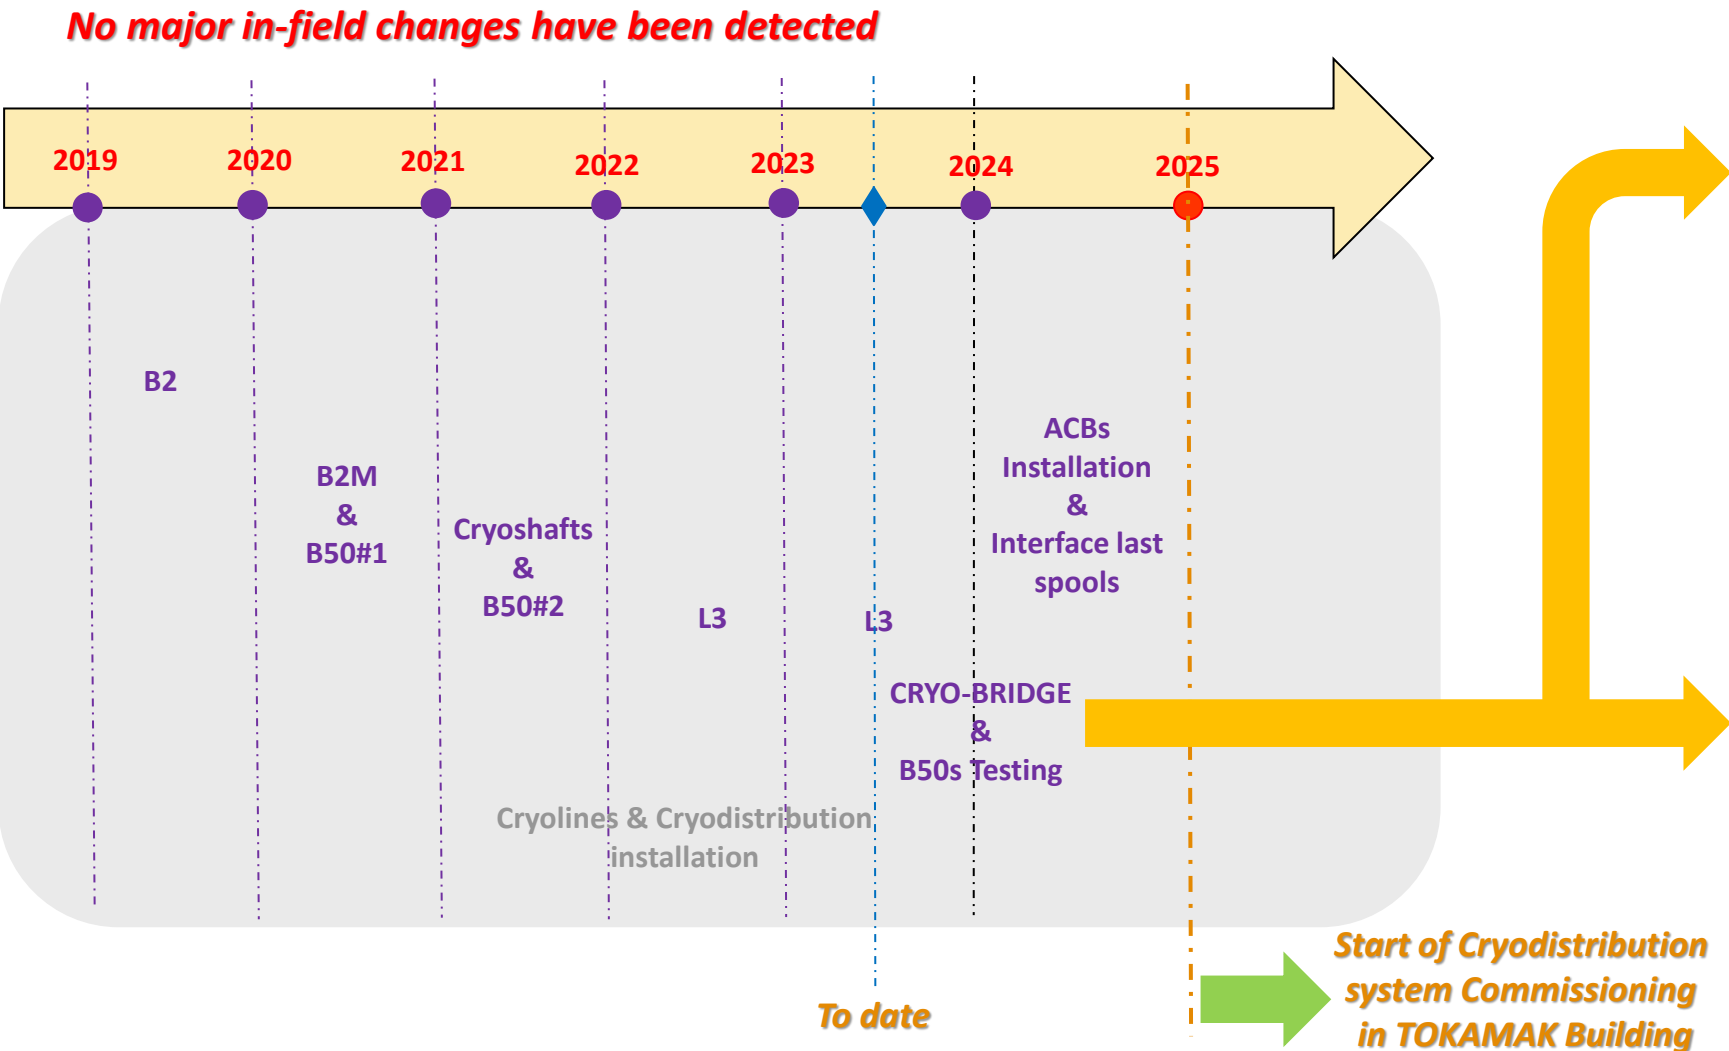 No major in-field changes have been detected
2019
2020
2021
2022
2023
2024
2025
B2
B2M
&
B50#1
Cryoshafts
&
B50#2
L3
L3
ACBs
Installation
&
Interface last
spools
CRYO-BRIDGE
&
B50s Testing
Cryolines & Cryodistribution
installation
To date
Start of Cryodistribution
system Commissioning
in TOKAMAK Building